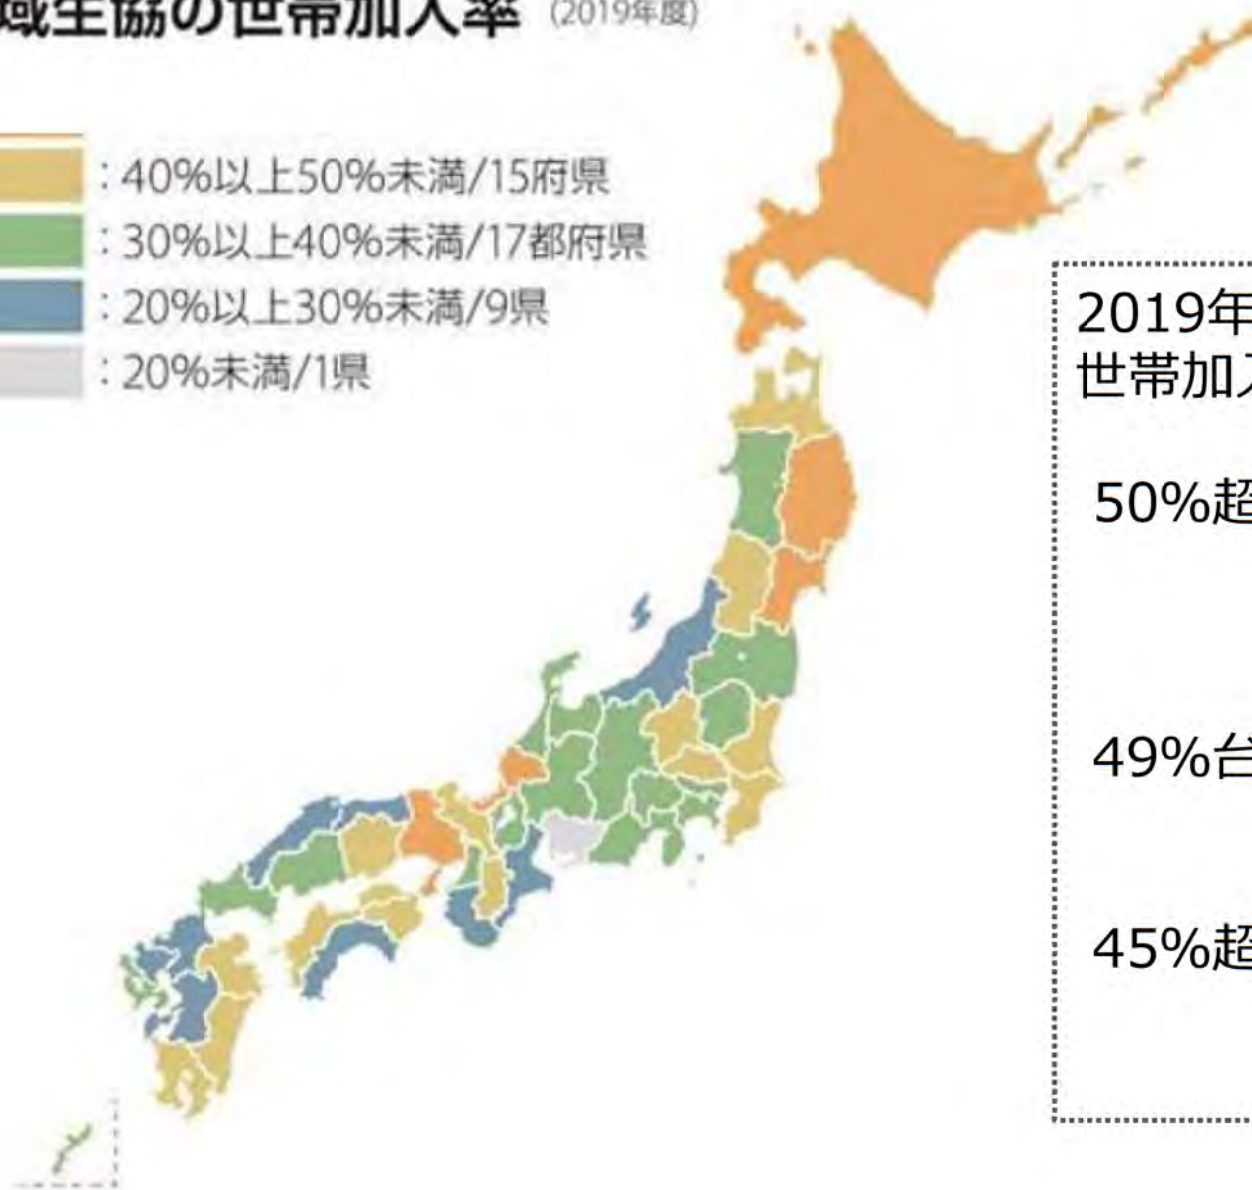 域生協の世帯加入率 (2019年度)
:40%以上50%未満/15府県
:30%以上40%未満/17都府県
:20%以上30%未満/9県
:20%未満/1県
2019年
世帯加入
50%超
49%台
45%超